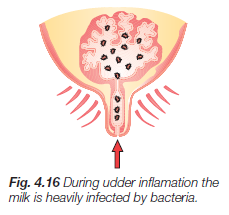 Fig. 4.16 During udder inflamation the
milk is heavily infected by bacteria.